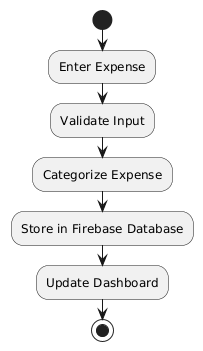 Enter Expense
Validate Input
Categorize Expense
Store in Firebase Database
Update Dashboard